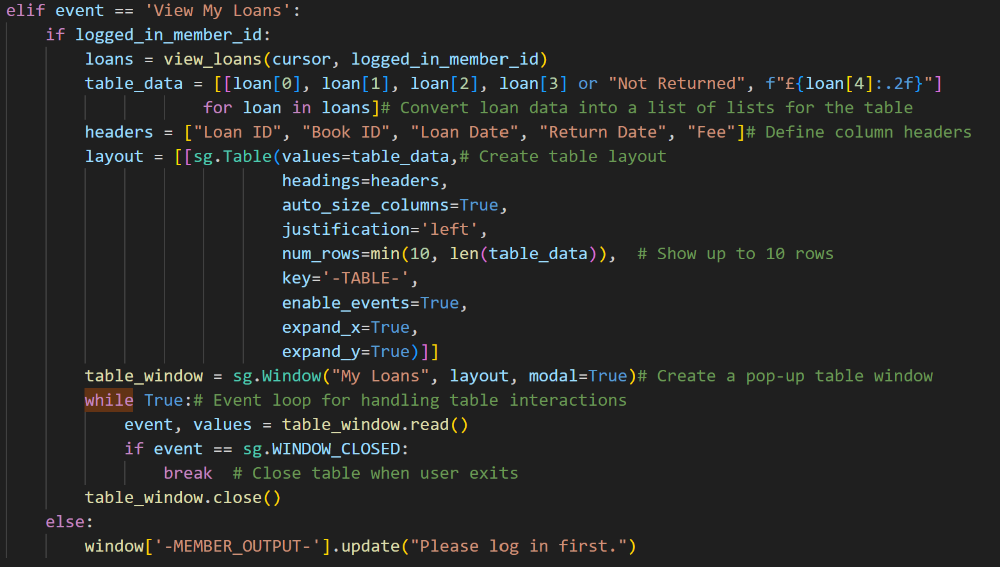 elif event == 'View My Loans':
if logged_in_member_id:
loans = view_loans(cursor, logged_in_member_id)
table_data = [[loan[0], loan[1], loan[2], loan[3] or "Not Returned", f"£{loan[4]:.2f}"]
for loan in loans]# Convert loan data into a list of lists for the table
headers = ["Loan ID", "Book ID", "Loan Date", "Return Date", "Fee"]# Define column headers
layout = [[sg.Table(values=table_data,# Create table layout
headings=headers,
auto_size_columns=True,
justification='left',
num_rows=min(10, len(table_data)),  # Show up to 10 rows
key='-TABLE-',
enable_events=True,
expand_x=True,
expand_y=True)]]
table_window = sg.Window("My Loans", layout, modal=True)# Create a pop-up table window
while True:# Event loop for handling table interactions
event, values = table_window.read()
if event == sg.WINDOW_CLOSED:
break  # Close table when user exits
table_window.close()
else:
window['-MEMBER_OUTPUT-'].update("Please log in first.")